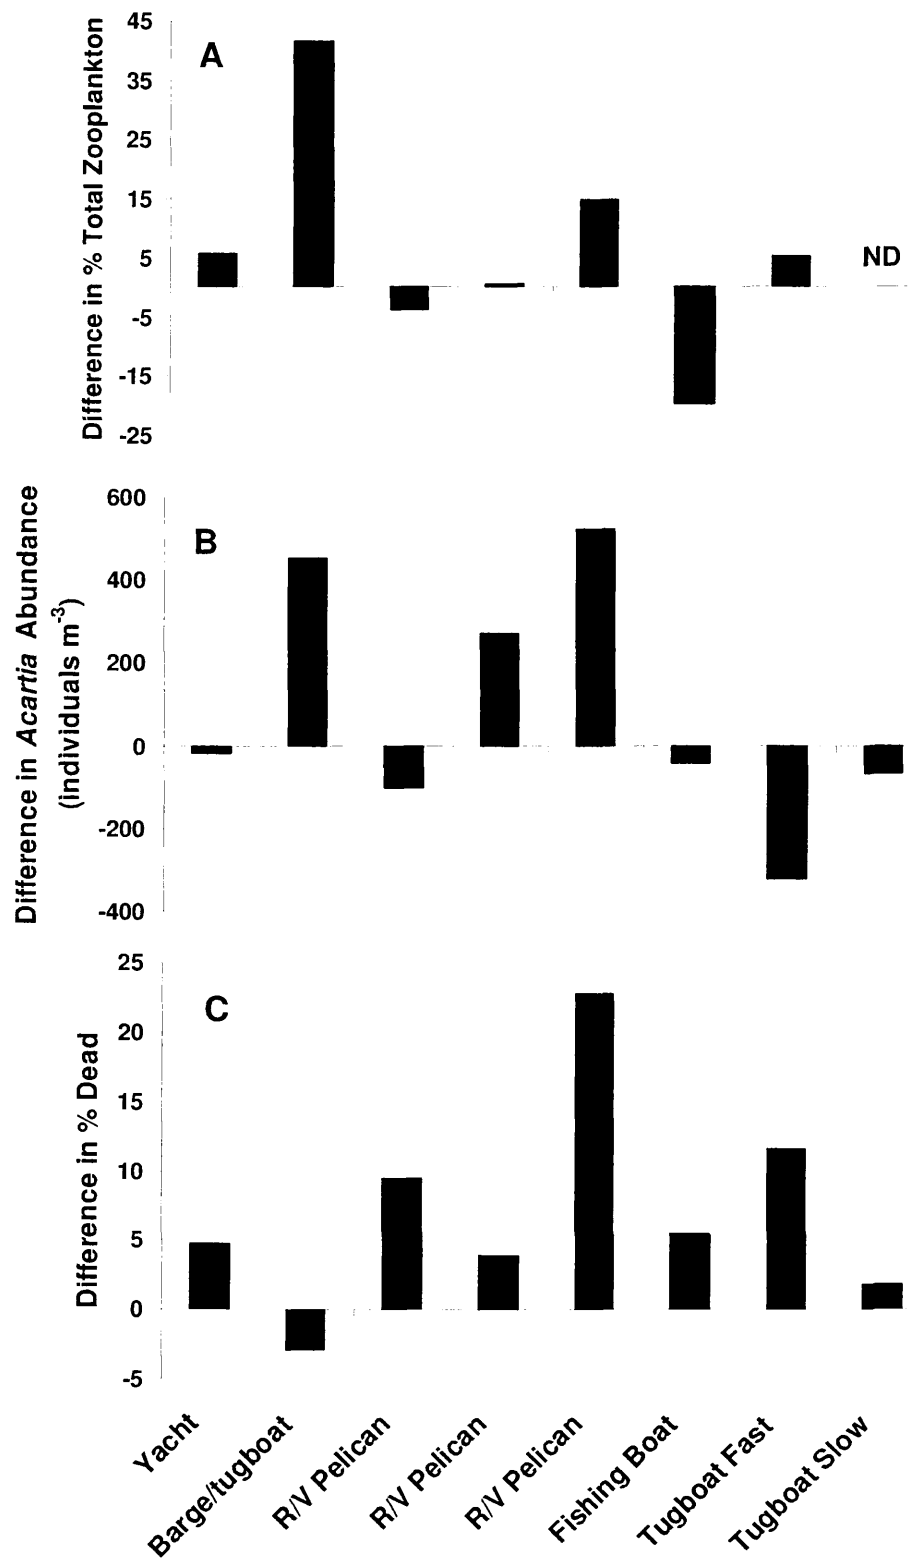 Difference in % Total Zooplankton
A
45
35
25
15
5
-5
-15
-25
ND
Difference in Acartia Abundance
(individuals m-3)
B
600
400
200
0
-200
-400
Difference in % Dead
C
25
20
15
10
5
0
-5
Yacht
Barge/tugboat
R/V Pelican
R/V Pelican
R/V Pelican
Fishing Boat
Tugboat Fast
Tugboat Slow